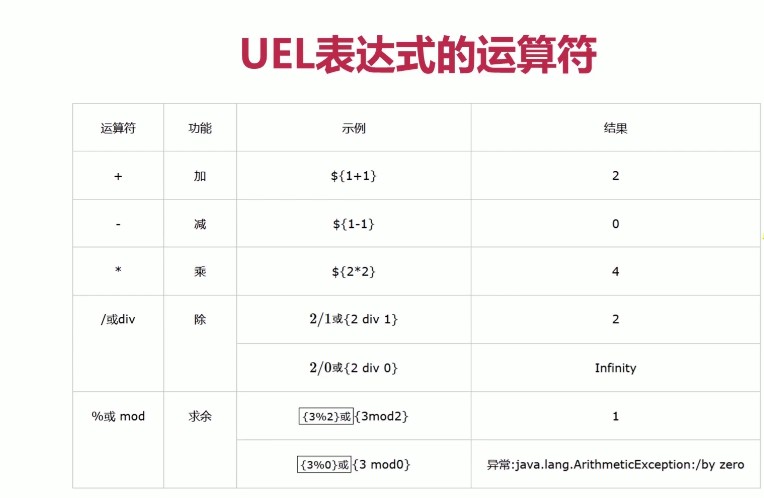 UEL表达式的运算符
运算符 功能 示例 结果
+ 加 ${1+1} 2
- 减 ${1-1} 0
* 乘 ${2*2} 4
/或div 除 2/1或{2 div 1} 2
2/0或{2 div 0} Infinity
%或 mod 求余 {3%2}或{3mod2} 1
{3%0}或{3 mod0} 异常:java.lang.ArithmeticException:/by zero